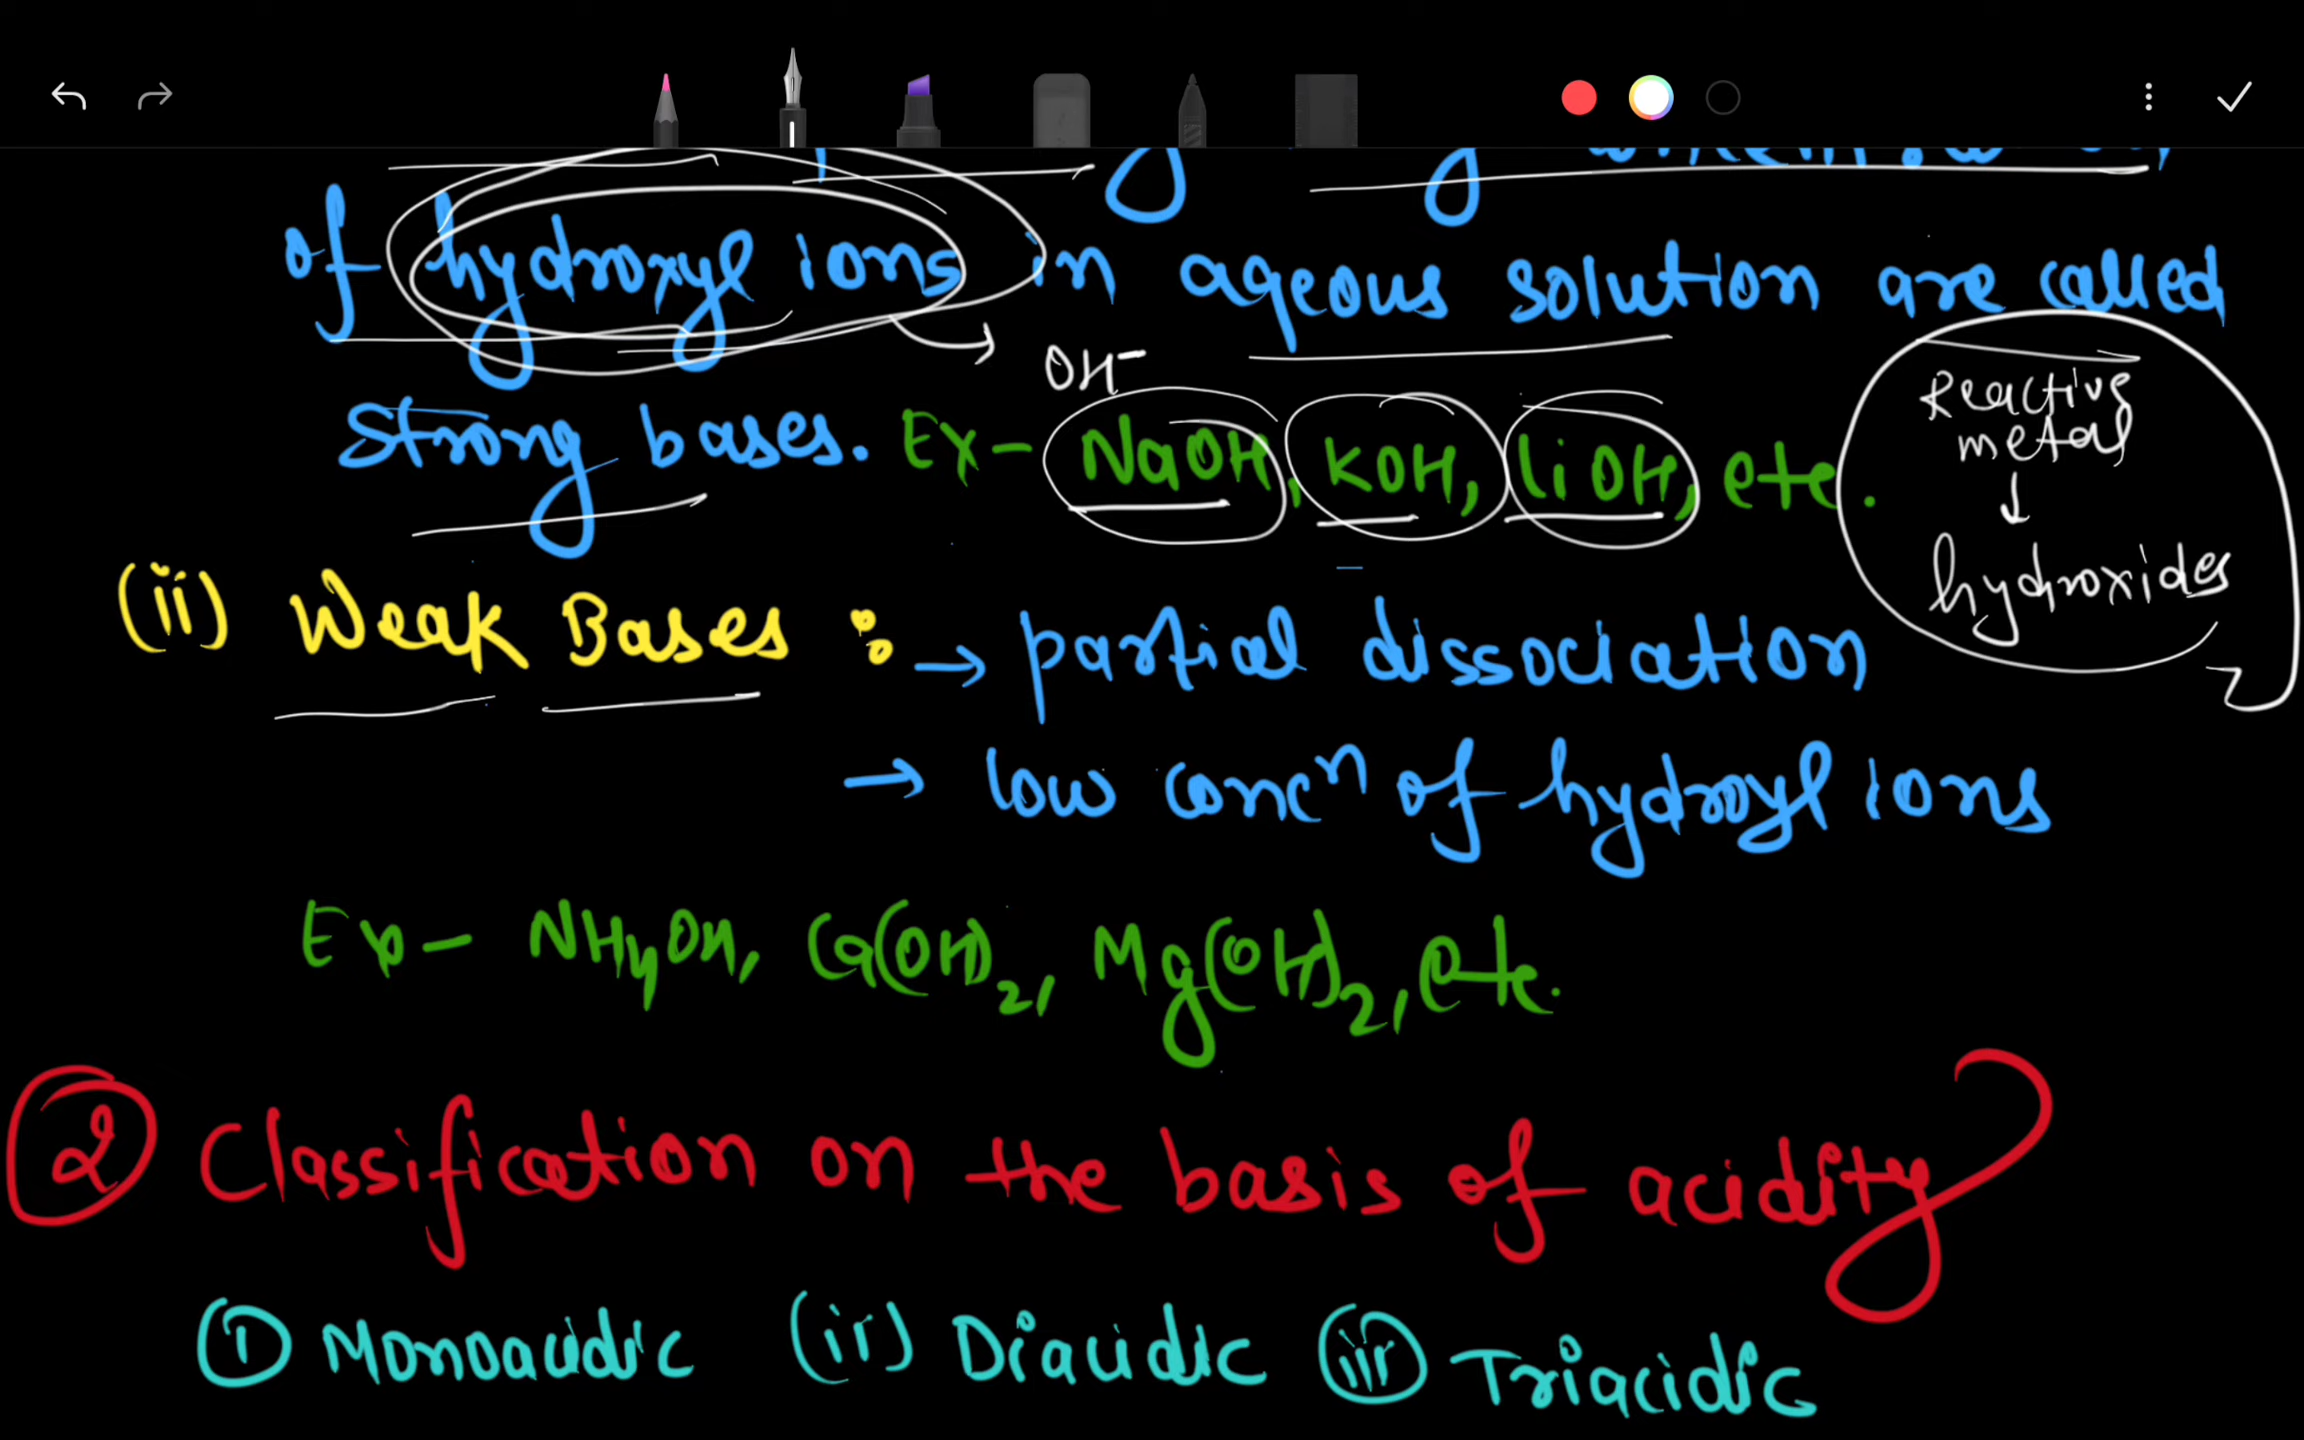 of hydroxyl ions in aqeous solution are called
OH⁻
Reactive
metal
↓
hydroxides
Strong bases. Ex- NaOH, KOH, LiOH, etc.
(ii) Weak Bases : → partial dissociation
→ low concⁿ of hydroxyl ions
Ex- NH4OH, Ca(OH)2, Mg(OH)2, etc.
2 Classification on the basis of acidity
(i) Monoacidic (ii) Diacidic (iii) Triacidic